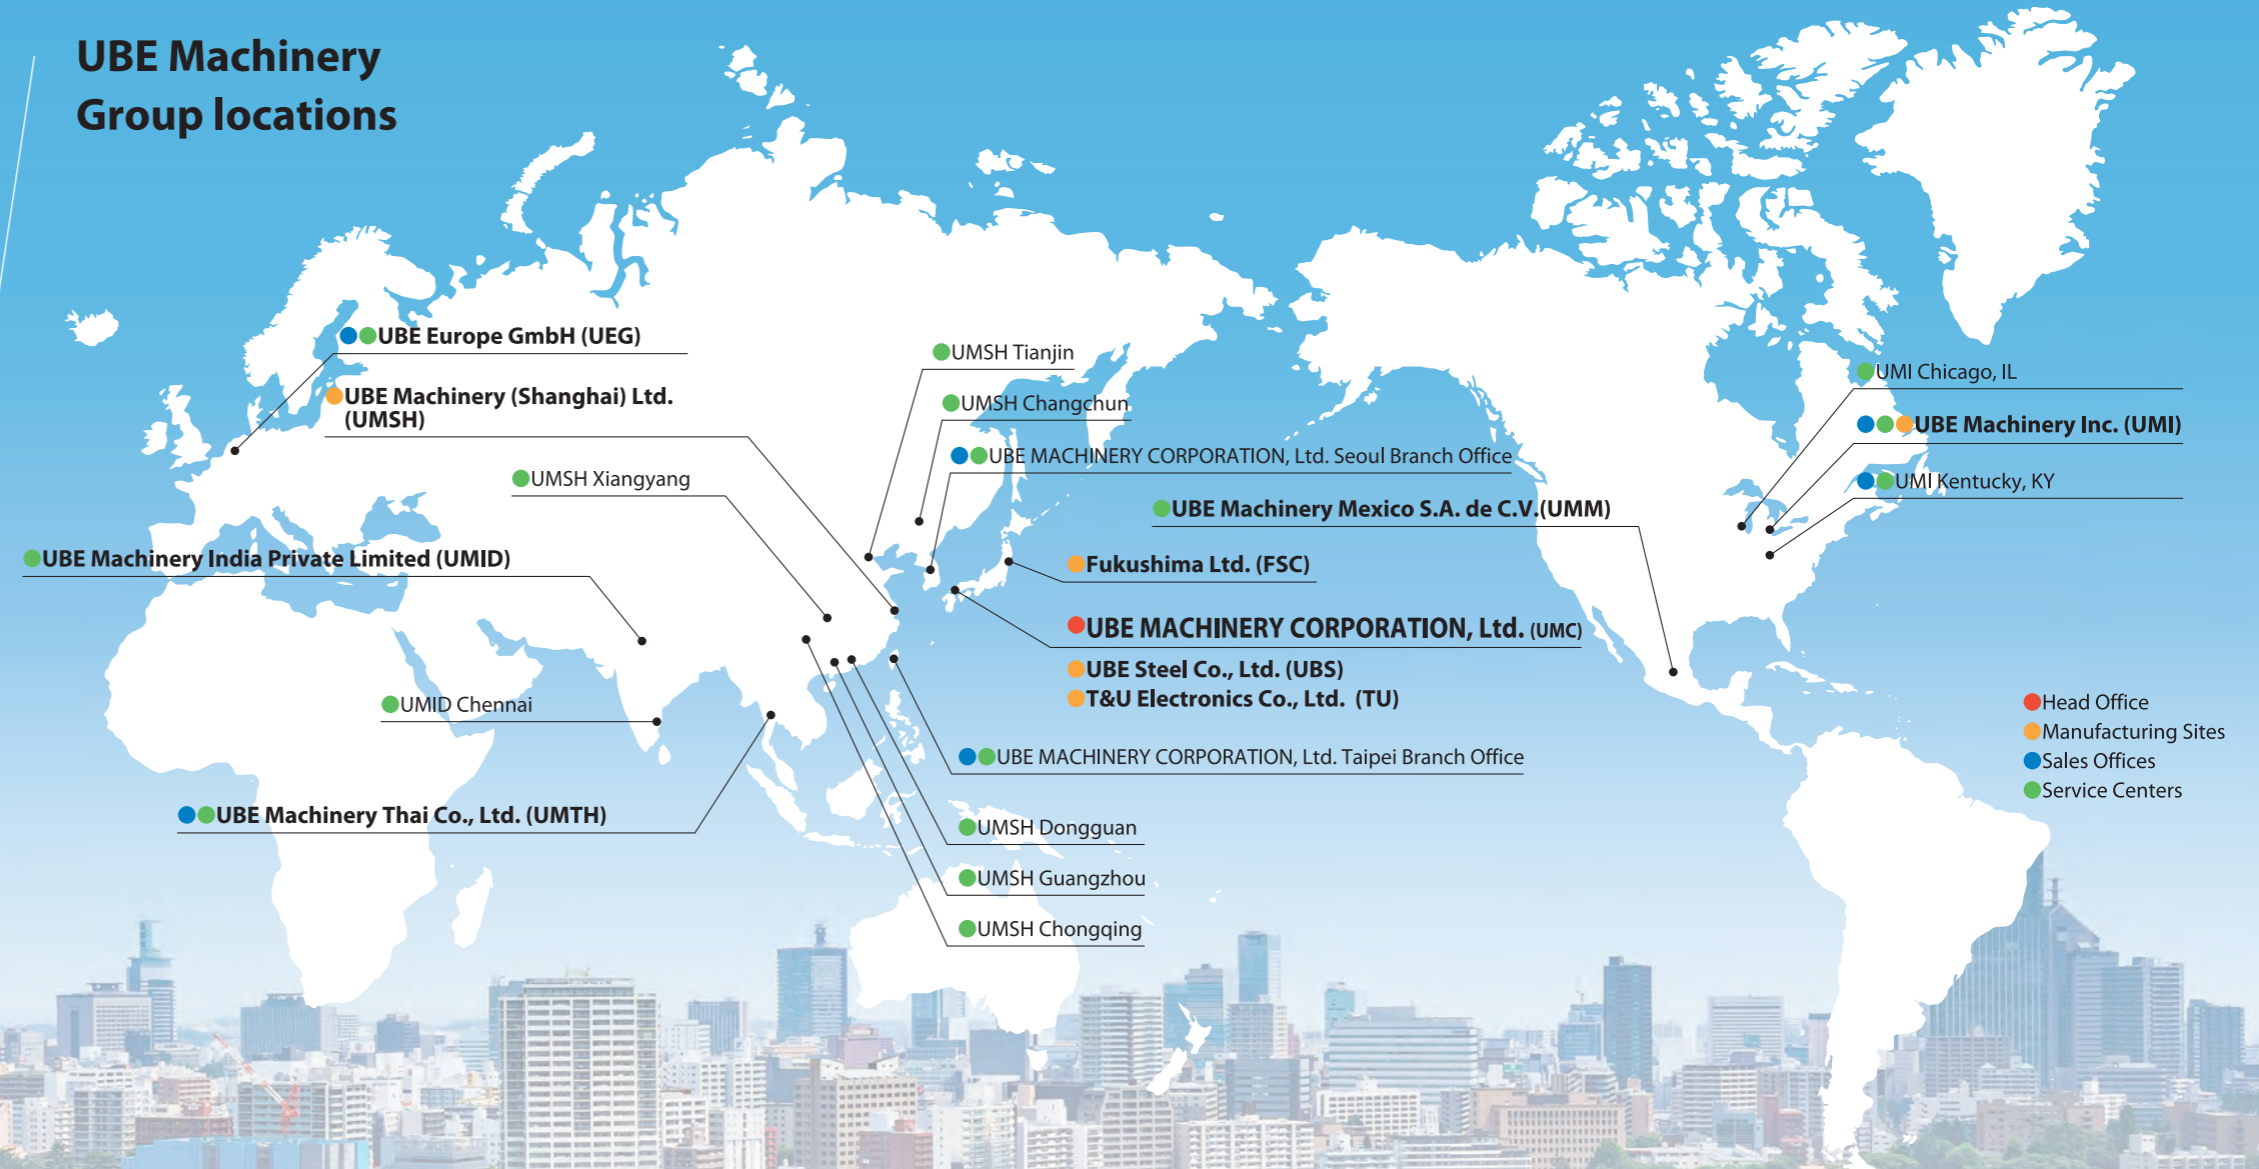 UBE Machinery
Group locations
UBE Europe GmbH (UEG)
UBE Machinery (Shanghai) Ltd.
(UMSH)
UMSH Xiangyang
UBE Machinery India Private Limited (UMID)
UMID Chennai
UBE Machinery Thai Co., Ltd. (UMTH)
UMSH Tianjin
UMSH Changchun
UBE MACHINERY CORPORATION, Ltd. Seoul Branch Office
UBE Machinery Mexico S.A. de C.V.(UMM)
Fukushima Ltd. (FSC)
UBE MACHINERY CORPORATION, Ltd. (UMC)
UBE Steel Co., Ltd. (UBS)
T&U Electronics Co., Ltd. (TU)
UBE MACHINERY CORPORATION, Ltd. Taipei Branch Office
UMSH Dongguan
UMSH Guangzhou
UMSH Chongqing
UMI Chicago, IL
UBE Machinery Inc. (UMI)
UMI Kentucky, KY
Head Office
Manufacturing Sites
Sales Offices
Service Centers